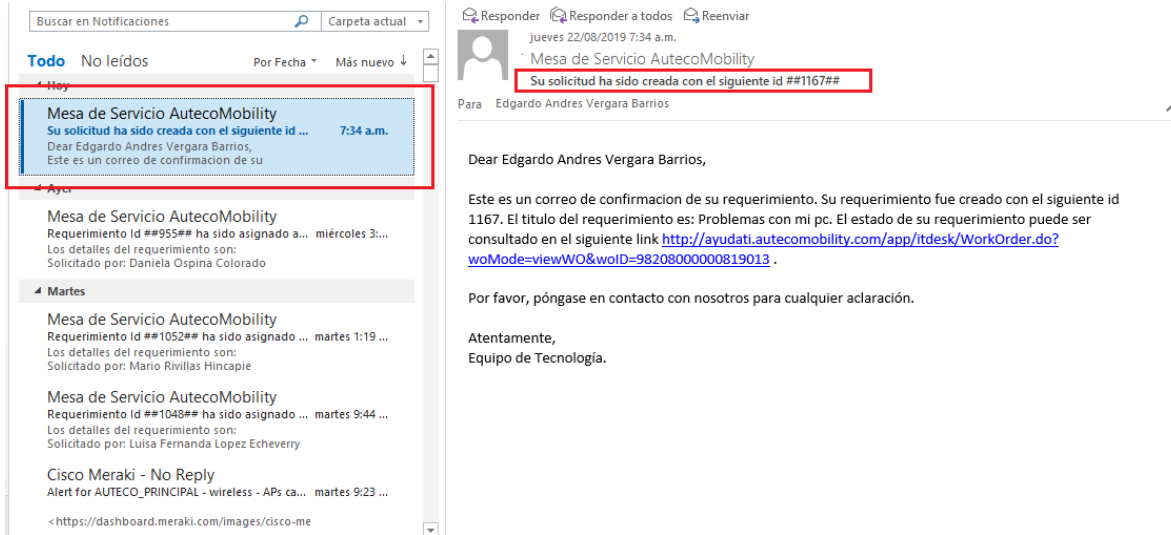 Buscar en Notificaciones
Carpeta actual
Todo No leídos Por Fecha Más nuevo ↓
Hoy
Mesa de Servicio AutecoMobility
Su solicitud ha sido creada con el siguiente id ... 7:34 a.m.
Dear Edgardo Andres Vergara Barrios,
Este es un correo de confirmacion de su
Ayer
Mesa de Servicio AutecoMobility
Requerimiento Id ##955## ha sido asignado a... miércoles 3:...
Los detalles del requerimiento son:
Solicitado por: Daniela Ospina Colorado
Martes
Mesa de Servicio AutecoMobility
Requerimiento Id ##1052## ha sido asignado ... martes 1:19 ...
Los detalles del requerimiento son:
Solicitado por: Mario Rivillas Hincapie
Mesa de Servicio AutecoMobility
Requerimiento Id ##1048## ha sido asignado ... martes 9:44 ...
Los detalles del requerimiento son:
Solicitado por: Luisa Fernanda Lopez Echeverry
Cisco Meraki - No Reply
Alert for AUTECO_PRINCIPAL - wireless - APs ca... martes 9:23 ...
<https://dashboard.meraki.com/images/cisco-me
Responder Responder a todos Reenviar
jueves 22/08/2019 7:34 a.m.
Mesa de Servicio AutecoMobility
Su solicitud ha sido creada con el siguiente id ##1167##
Para Edgardo Andres Vergara Barrios
Dear Edgardo Andres Vergara Barrios,
Este es un correo de confirmacion de su requerimiento. Su requerimiento fue creado con el siguiente id
1167. El titulo del requerimiento es: Problemas con mi pc. El estado de su requerimiento puede ser
consultado en el siguiente link http://ayudati.autecomobility.com/app/itdesk/WorkOrder.do?
woMode=viewWO&woID=98208000000819013 .
Por favor, póngase en contacto con nosotros para cualquier aclaración.
Atentamente,
Equipo de Tecnología.